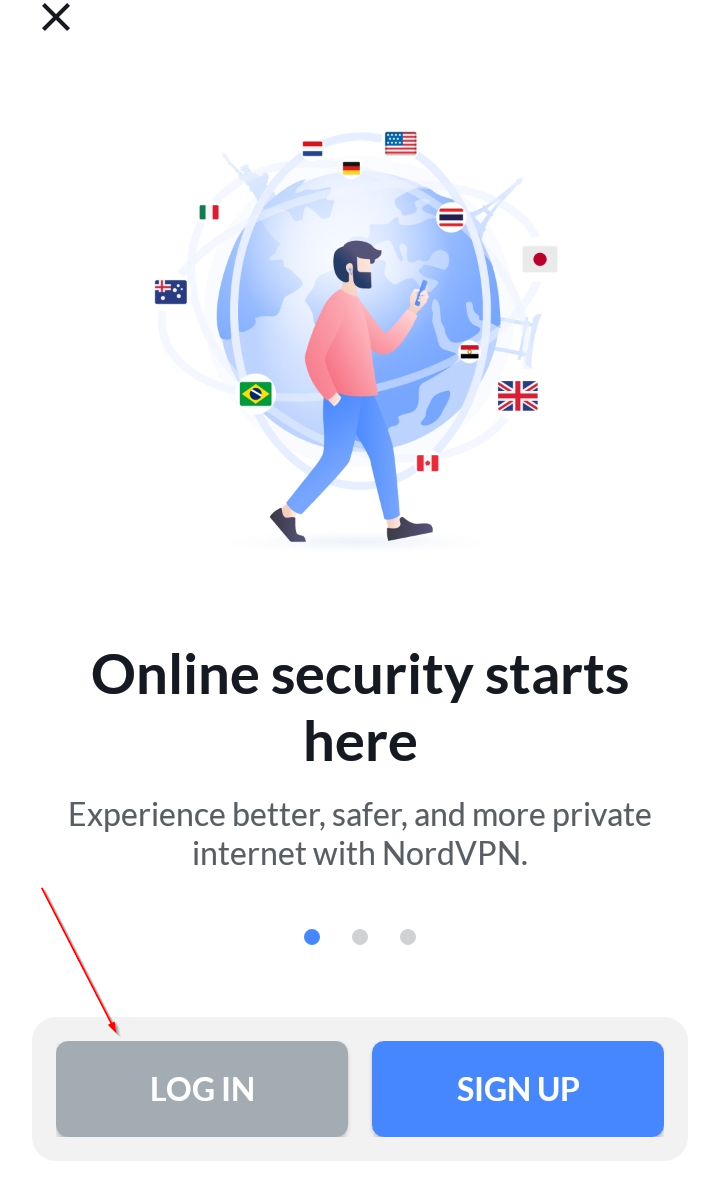 Online security starts
here
Experience better, safer, and more private
internet with NordVPN.
LOG IN
SIGN UP